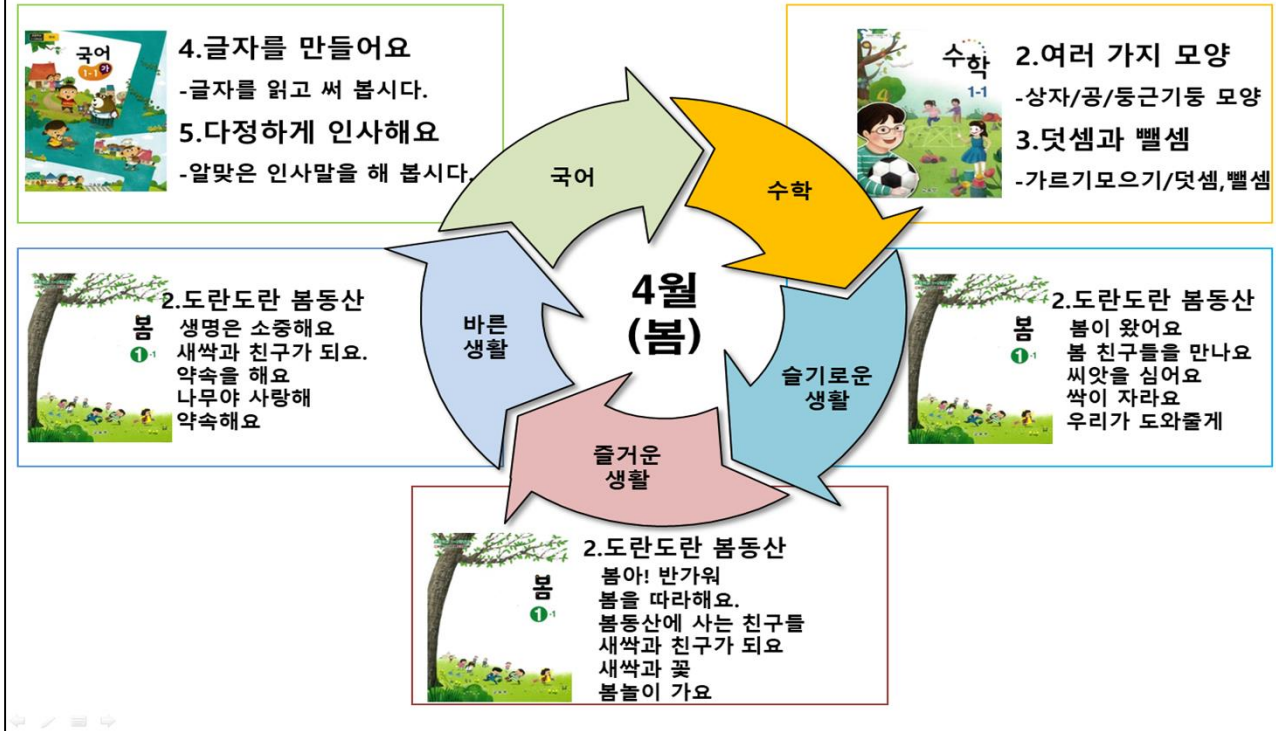 국어
1-1 가
4.글자를 만들어요
-글자를 읽고 써 봅시다.
5.다정하게 인사해요
-알맞은 인사말을 해 봅시다.
수학
1-1
2.여러 가지 모양
-상자/공/둥근기둥 모양
3.덧셈과 뺄셈
-가르기모으기/덧셈,뺄셈
국어
수학
바른
생활
4월
(봄)
슬기로운
생활
즐거운
생활
봄
1-1
2.도란도란 봄동산
생명은 소중해요
새싹과 친구가 되요.
약속을 해요
나무야 사랑해
약속해요
봄
1-1
2.도란도란 봄동산
봄이 왔어요
봄 친구들을 만나요
씨앗을 심어요
싹이 자라요
우리가 도와줄게
봄
1-1
2.도란도란 봄동산
봄아! 반가워
봄을 따라해요.
봄동산에 사는 친구들
새싹과 친구가 되요
새싹과 꽃
봄놀이 가요